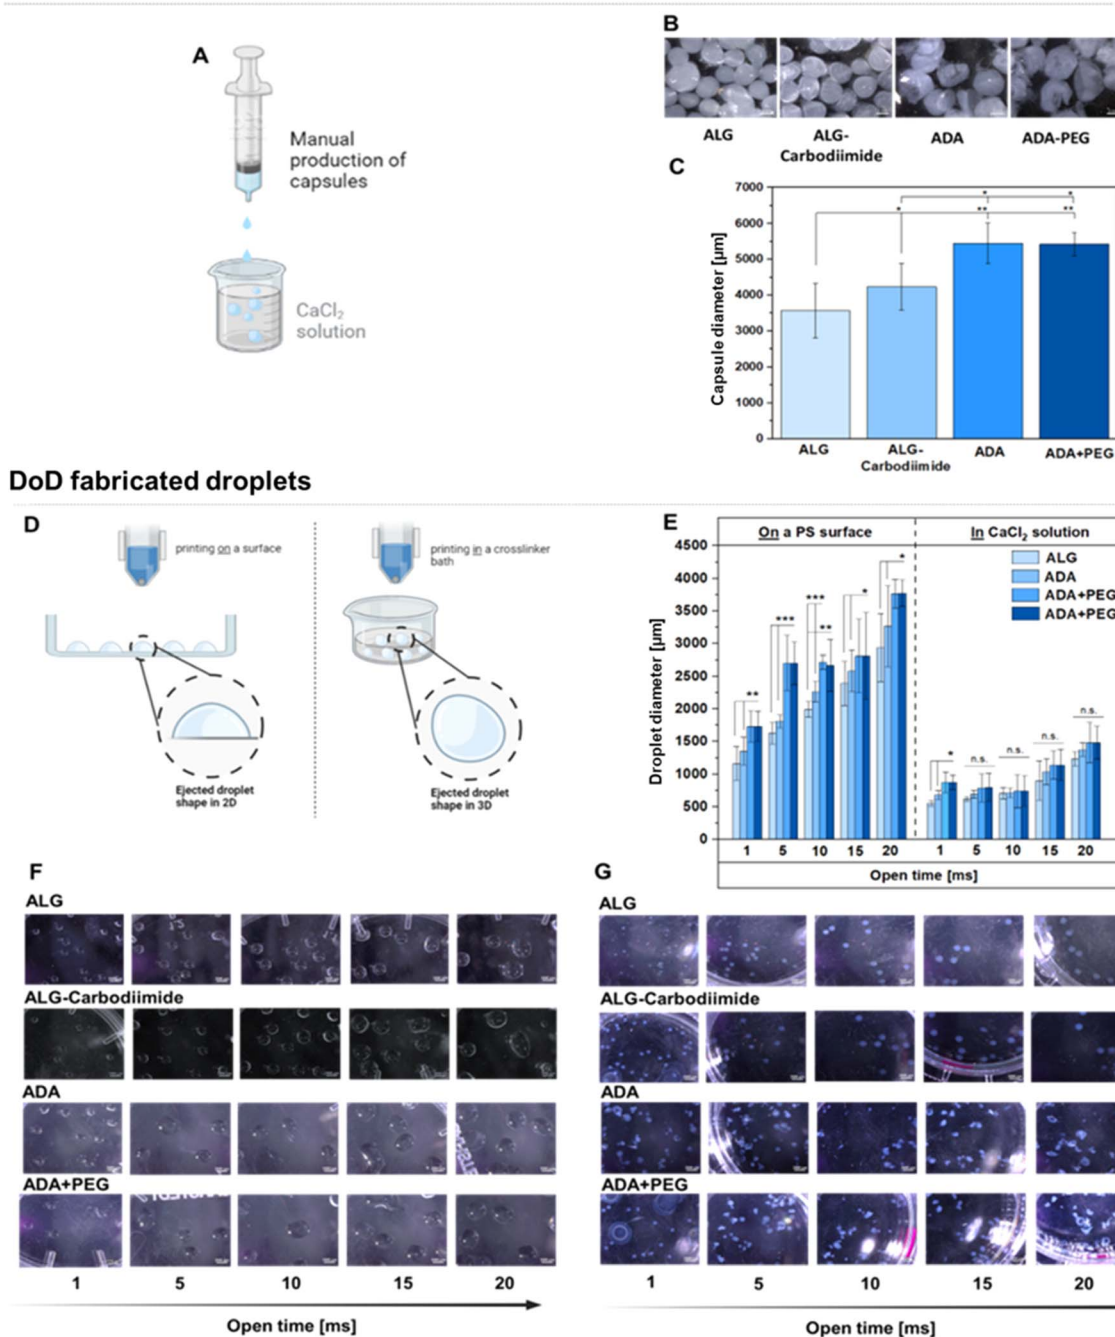 A
Manual
production of
capsules
CaCl₂
solution
B
ALG
ALG-
Carbodiimide
ADA
ADA-PEG
C
Capsule diameter [µm]
7000
6000
5000
4000
3000
2000
1000
0
*
*
*
**
**
ALG
ALG-
Carbodiimide
ADA
ADA+PEG
DoD fabricated droplets
D
printing on a surface
Ejected droplet
shape in 2D
printing in a crosslinker
bath
Ejected droplet
shape in 3D
E
On a PS surface
In CaCl₂ solution
Droplet diameter [µm]
4500
4000
3500
3000
2500
2000
1500
1000
500
0
ALG
ADA
ADA+PEG
ADA+PEG
**
***
***
**
*
*
*
n.s.
n.s.
n.s.
n.s.
1 5 10 15 20 1 5 10 15 20
Open time [ms]
F
ALG
ALG-Carbodiimide
ADA
ADA+PEG
1 5 10 15 20
Open time [ms]
G
ALG
ALG-Carbodiimide
ADA
ADA+PEG
1 5 10 15 20
Open time [ms]